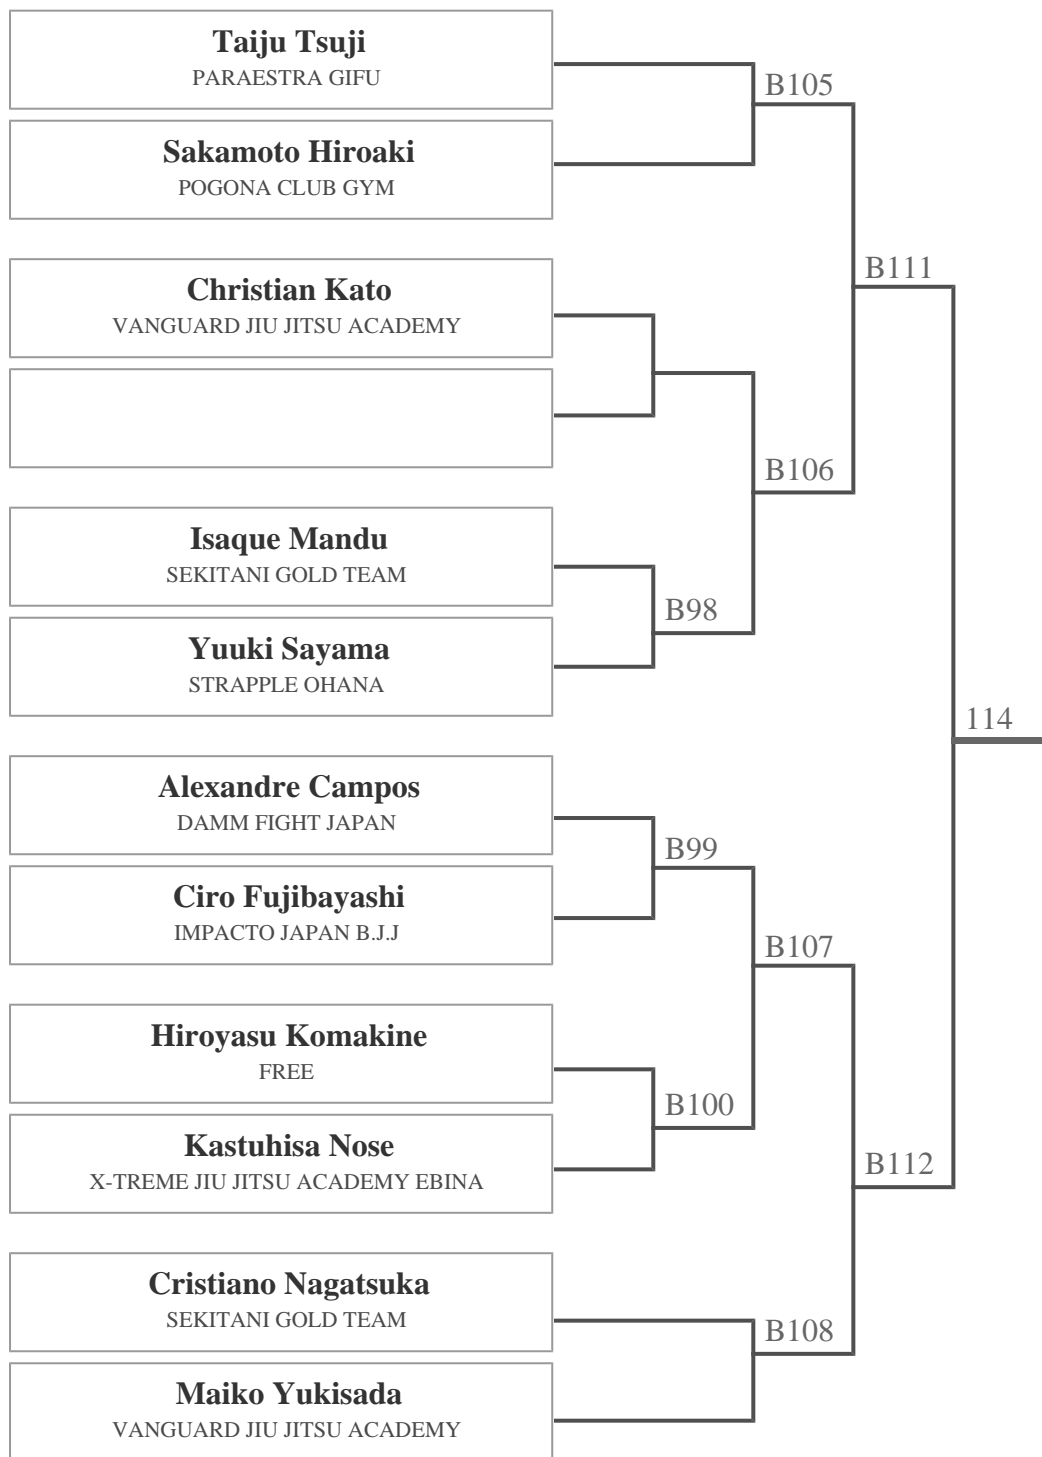 Taiju Tsuji
PARAESTRA GIFU
B105
Sakamoto Hiroaki
POGONA CLUB GYM
B111
Christian Kato
VANGUARD JIU JITSU ACADEMY
B106
Isaque Mandu
SEKITANI GOLD TEAM
B98
Yuuki Sayama
STRAPPLE OHANA
114
Alexandre Campos
DAMM FIGHT JAPAN
B99
Ciro Fujibayashi
IMPACTO JAPAN B.J.J
B107
Hiroyasu Komakine
FREE
B100
Kastuhisa Nose
X-TREME JIU JITSU ACADEMY EBINA
B112
Cristiano Nagatsuka
SEKITANI GOLD TEAM
B108
Maiko Yukisada
VANGUARD JIU JITSU ACADEMY